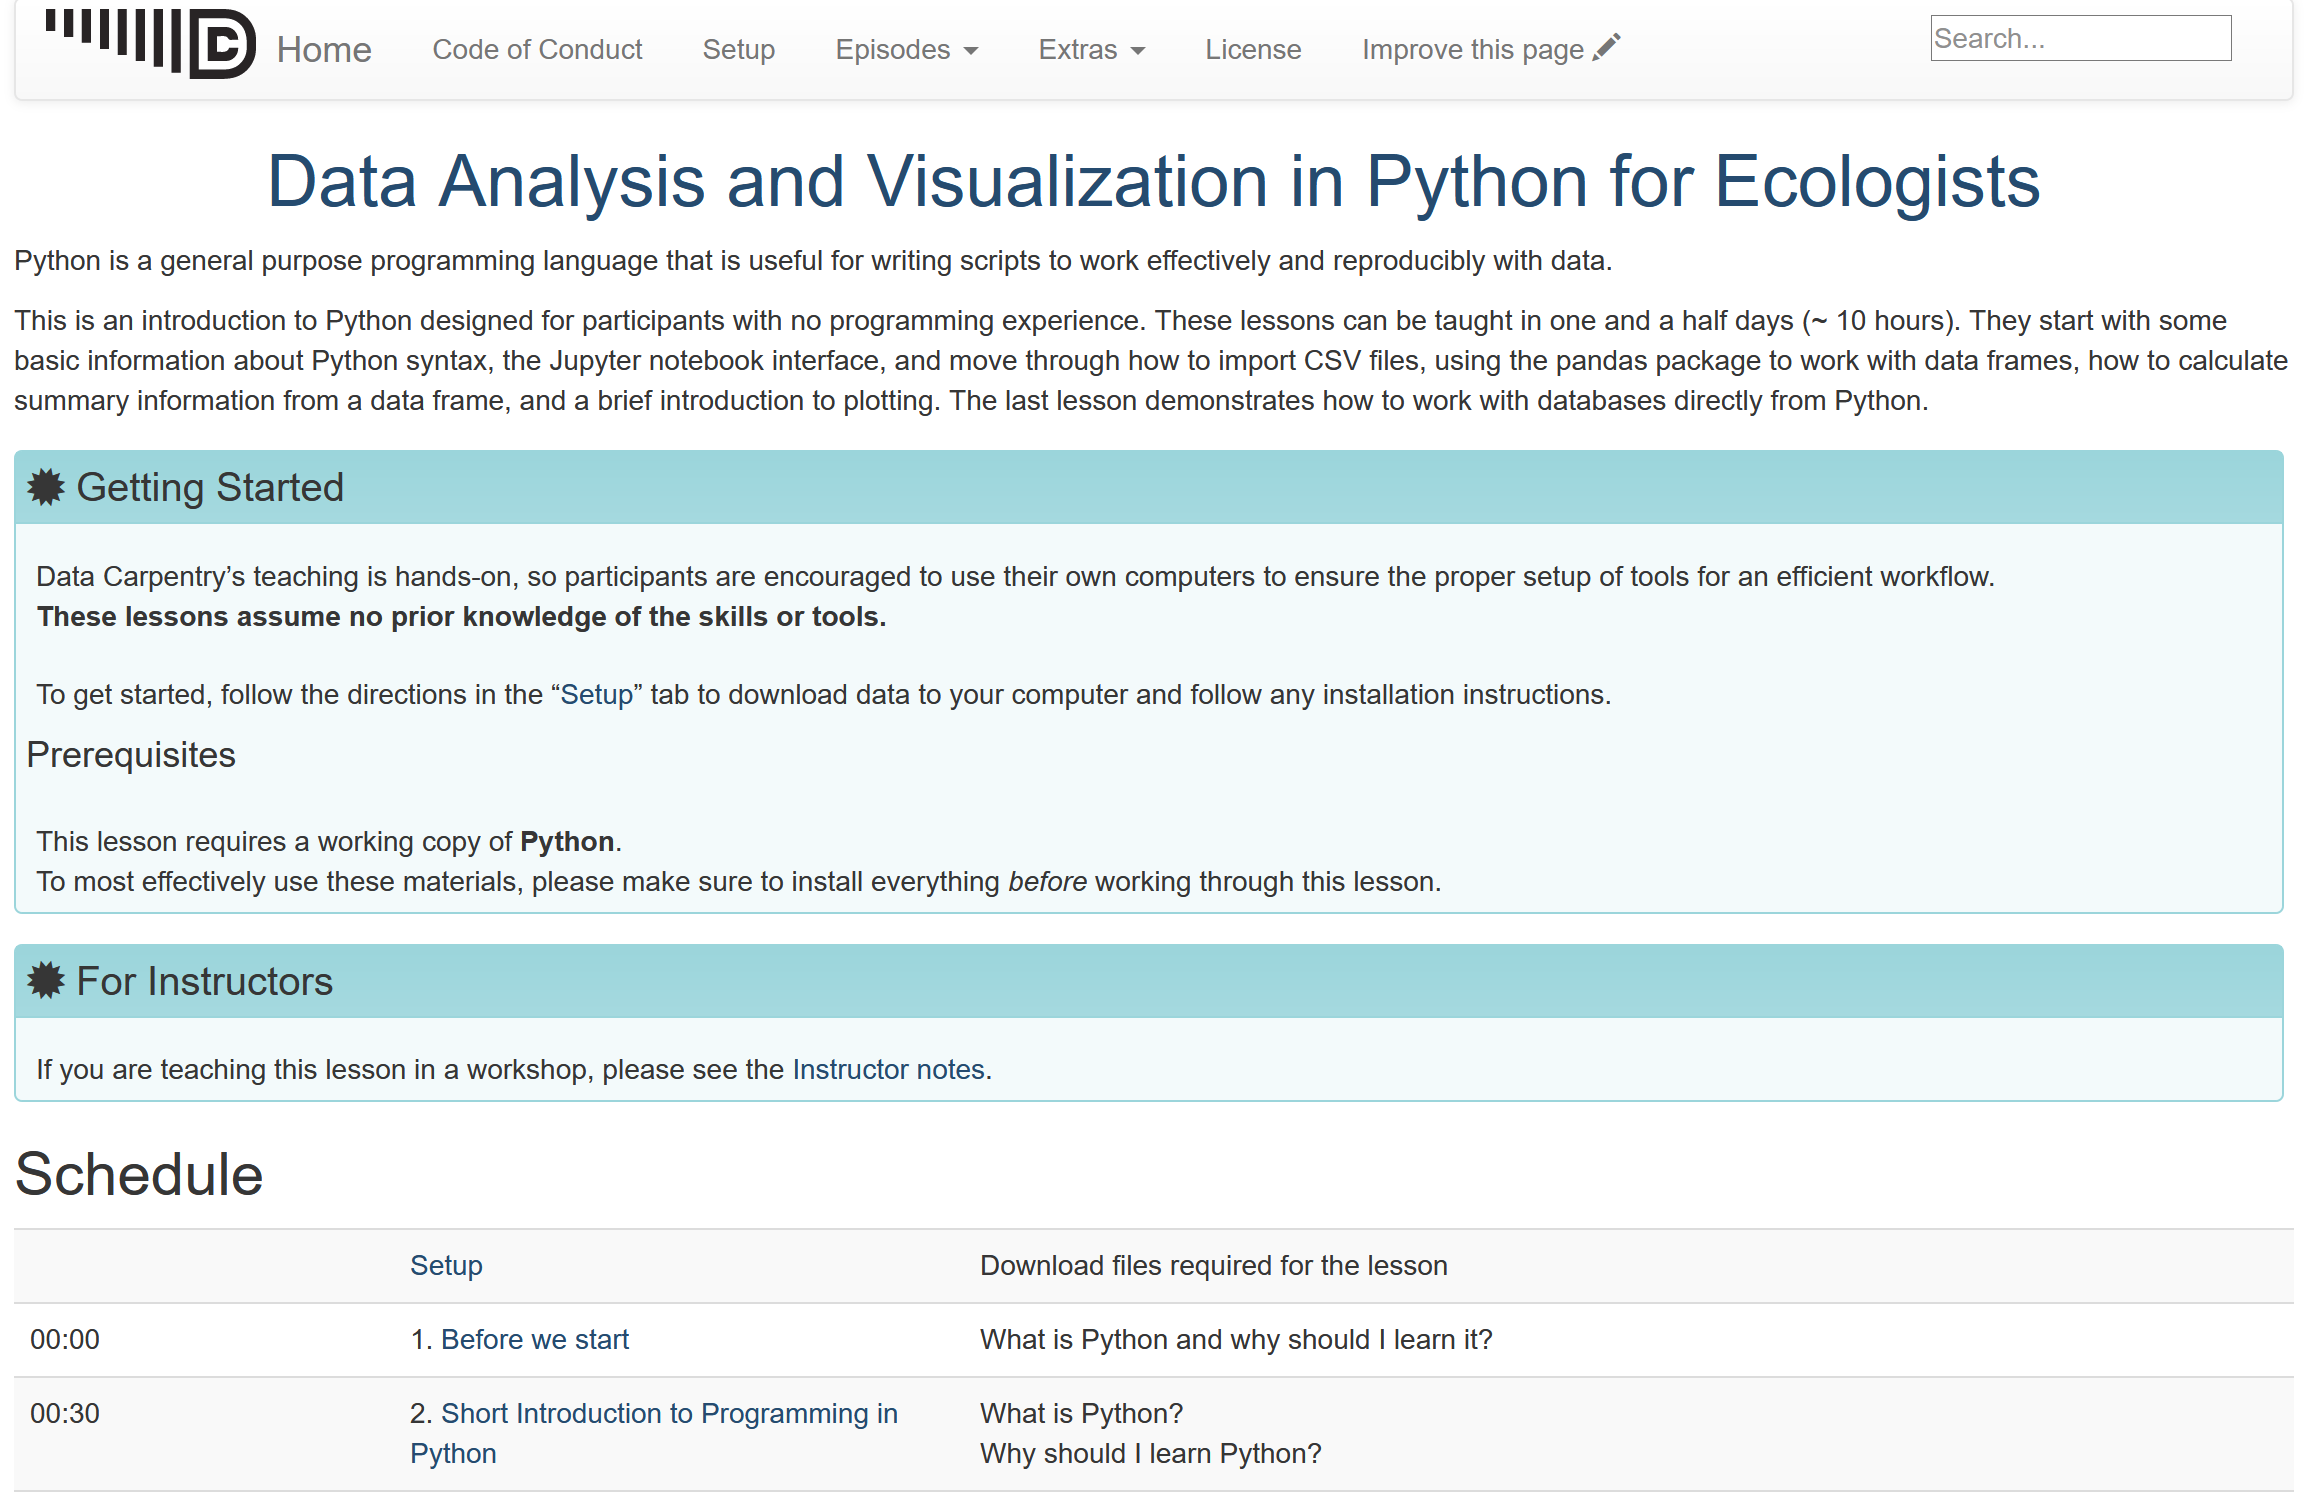 Home Code of Conduct Setup Episodes Extras License Improve this page Search...
Data Analysis and Visualization in Python for Ecologists
Python is a general purpose programming language that is useful for writing scripts to work effectively and reproducibly with data.
This is an introduction to Python designed for participants with no programming experience. These lessons can be taught in one and a half days (~ 10 hours). They start with some
basic information about Python syntax, the Jupyter notebook interface, and move through how to import CSV files, using the pandas package to work with data frames, how to calculate
summary information from a data frame, and a brief introduction to plotting. The last lesson demonstrates how to work with databases directly from Python.
Getting Started
Data Carpentry’s teaching is hands-on, so participants are encouraged to use their own computers to ensure the proper setup of tools for an efficient workflow.
These lessons assume no prior knowledge of the skills or tools.
To get started, follow the directions in the “Setup” tab to download data to your computer and follow any installation instructions.
Prerequisites
This lesson requires a working copy of Python.
To most effectively use these materials, please make sure to install everything before working through this lesson.
For Instructors
If you are teaching this lesson in a workshop, please see the Instructor notes.
Schedule
Setup Download files required for the lesson
00:00 1. Before we start What is Python and why should I learn it?
00:30 2. Short Introduction to Programming in What is Python?
Python Why should I learn Python?